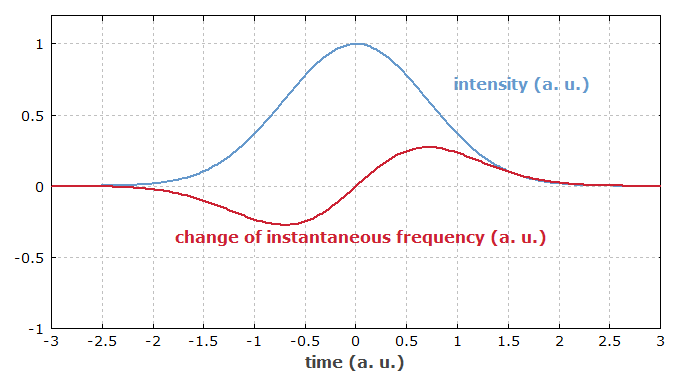 1
intensity (a. u.)
0.5
0
change of instantaneous frequency (a. u.)
-0.5
-1
-3 -2.5 -2 -1.5 -1 -0.5 0 0.5 1 1.5 2 2.5 3
time (a. u.)